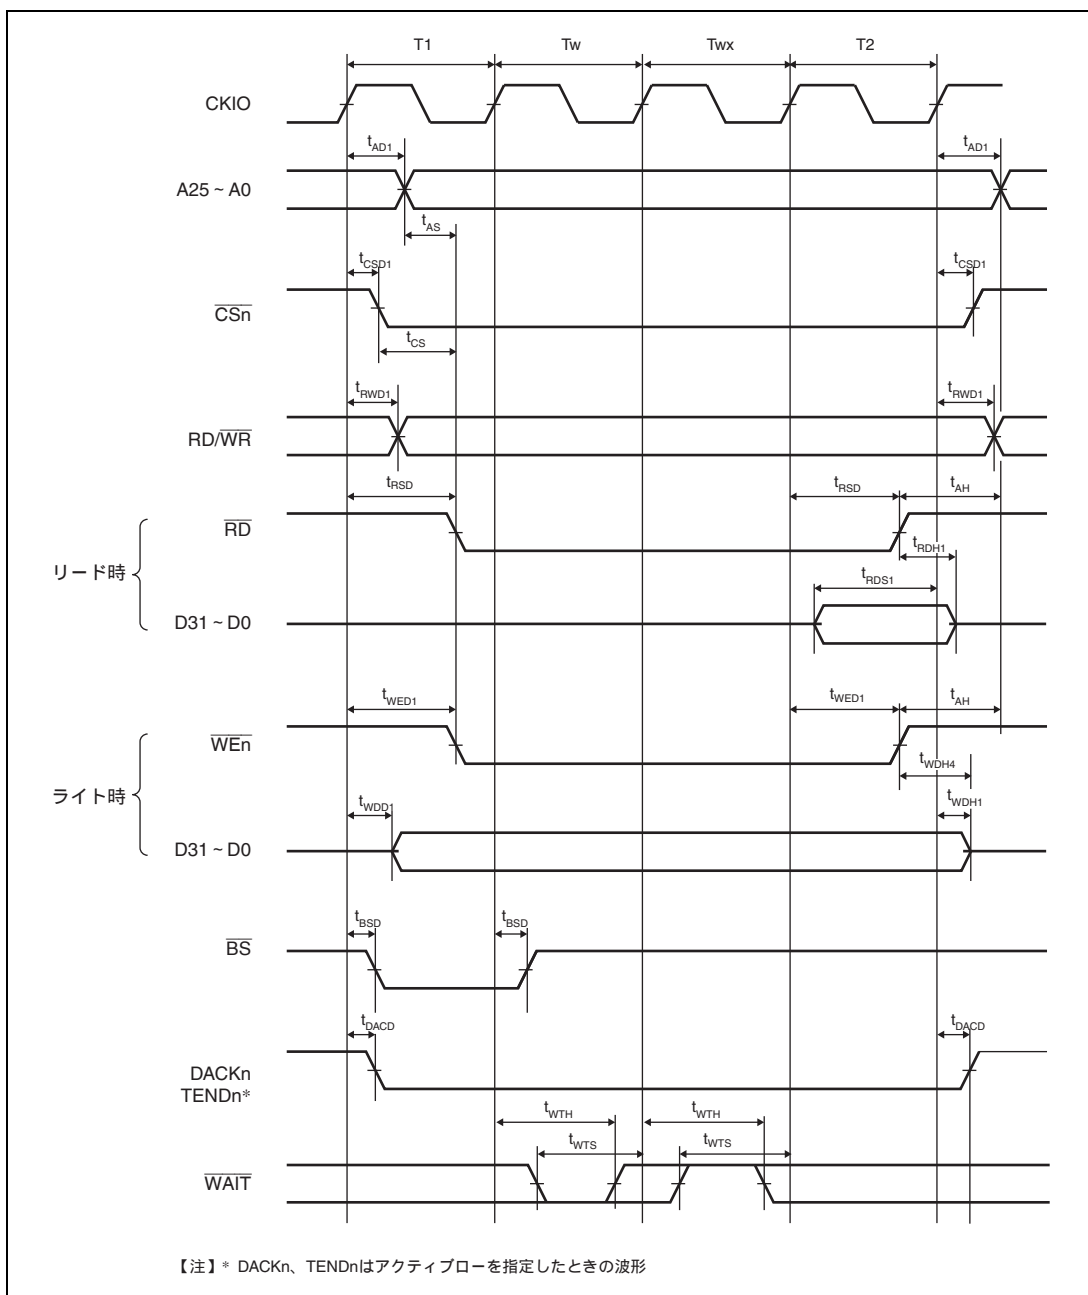 T1 Tw Twx T2
CKIO
tAD1 tAD1
A25 ~ A0
tAS
tCSD1 tCSD1
CSn
tCS
tRWD1 tRWD1
RD/WR
tRSD tRSD tAH
RD
tRDH1
リード時
tRDS1
D31 ~ D0
tWED1 tWED1 tAH
WEn
tWDH4
ライト時
tWDD1 tWDH1
D31 ~ D0
tBSD tBSD
BS
tDACD tDACD
DACKn
TENDn*
tWTH tWTH
tWTS tWTS
WAIT
【注】* DACKn、TENDnはアクティブローを指定したときの波形